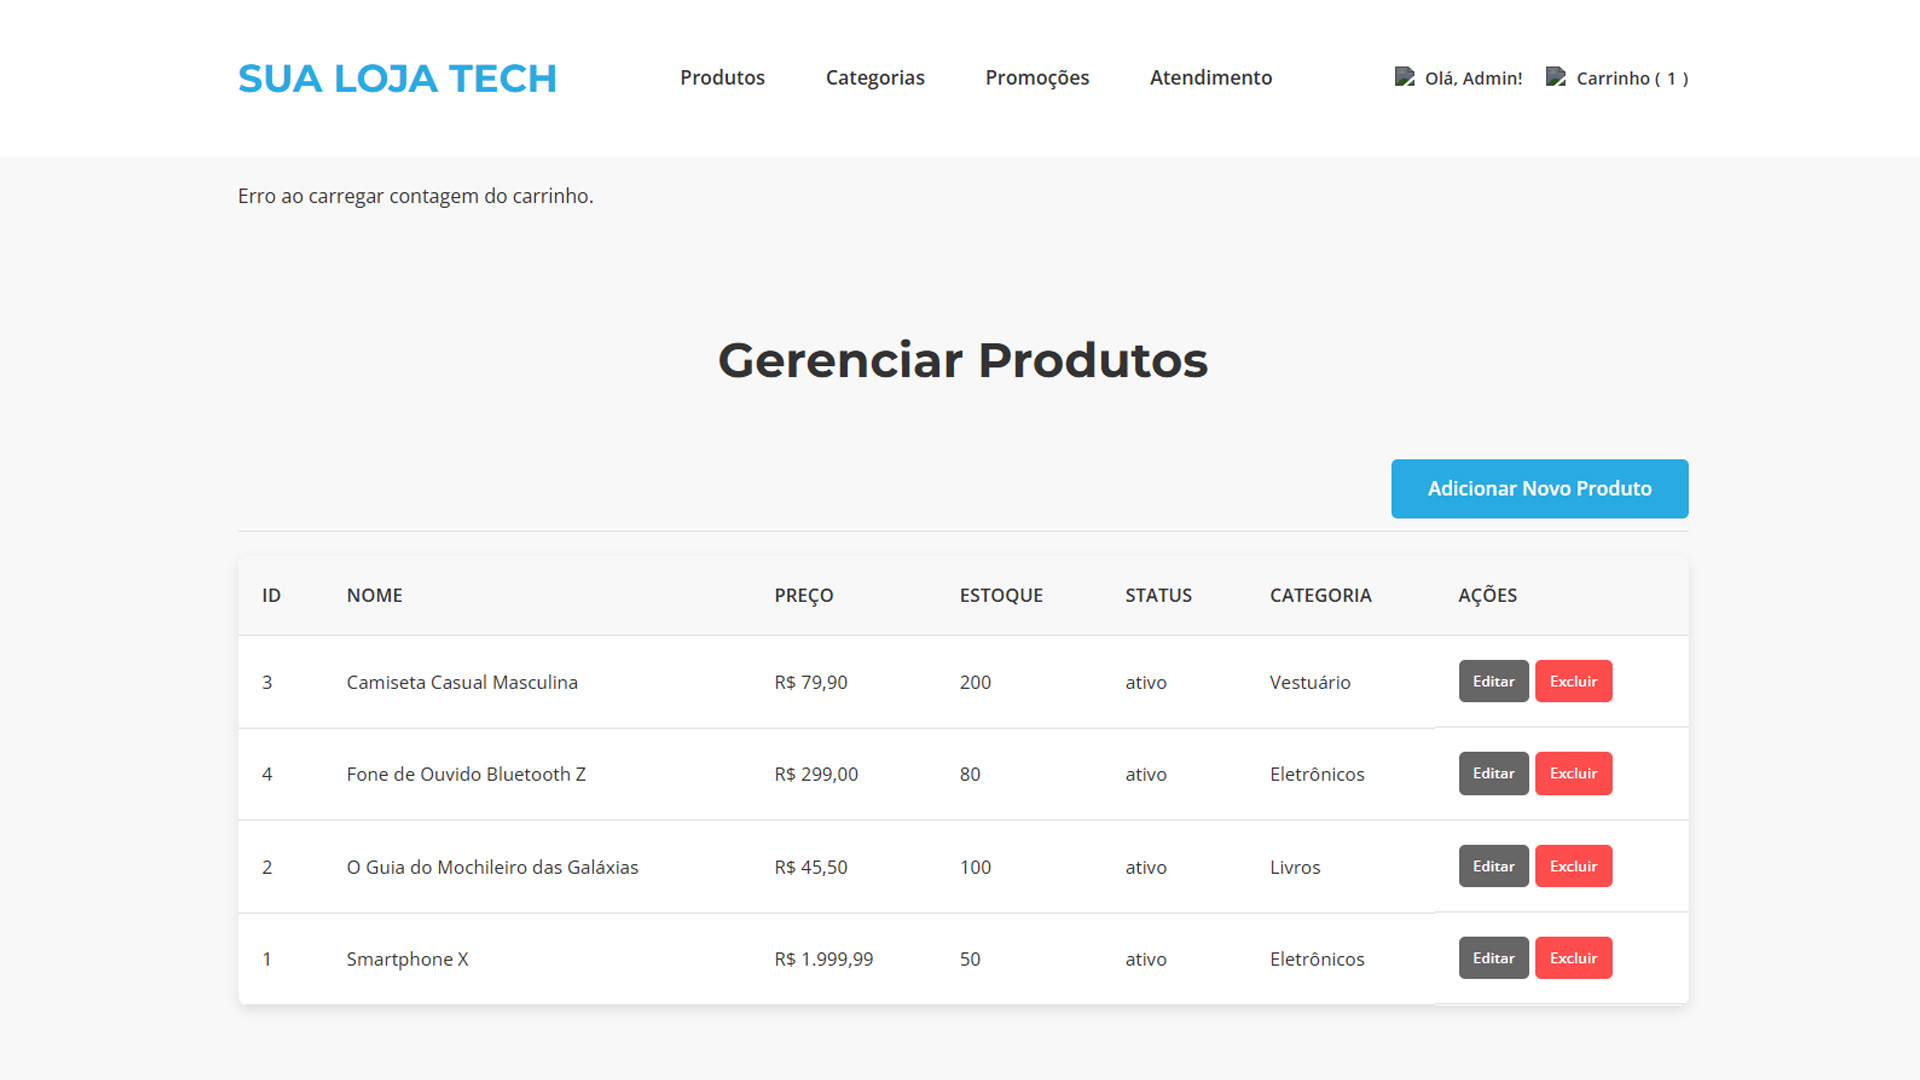 SUA LOJA TECH
Produtos Categorias Promoções Atendimento
Olá, Admin! Carrinho ( 1 )
Erro ao carregar contagem do carrinho.
Gerenciar Produtos
Adicionar Novo Produto
ID NOME PREÇO ESTOQUE STATUS CATEGORIA AÇÕES
3 Camiseta Casual Masculina R$ 79,90 200 ativo Vestuário Editar Excluir
4 Fone de Ouvido Bluetooth Z R$ 299,00 80 ativo Eletrônicos Editar Excluir
2 O Guia do Mochileiro das Galáxias R$ 45,50 100 ativo Livros Editar Excluir
1 Smartphone X R$ 1.999,99 50 ativo Eletrônicos Editar Excluir